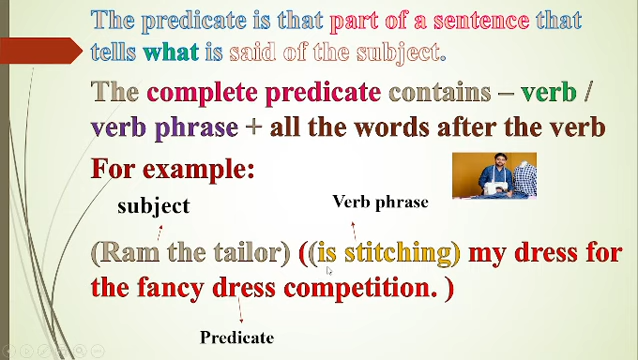 The predicate is that part of a sentence that
tells what is said of the subject.
The complete predicate contains – verb /
verb phrase + all the words after the verb
For example:
subject
Verb phrase
(Ram the tailor) ((is stitching) my dress for
the fancy dress competition. )
Predicate